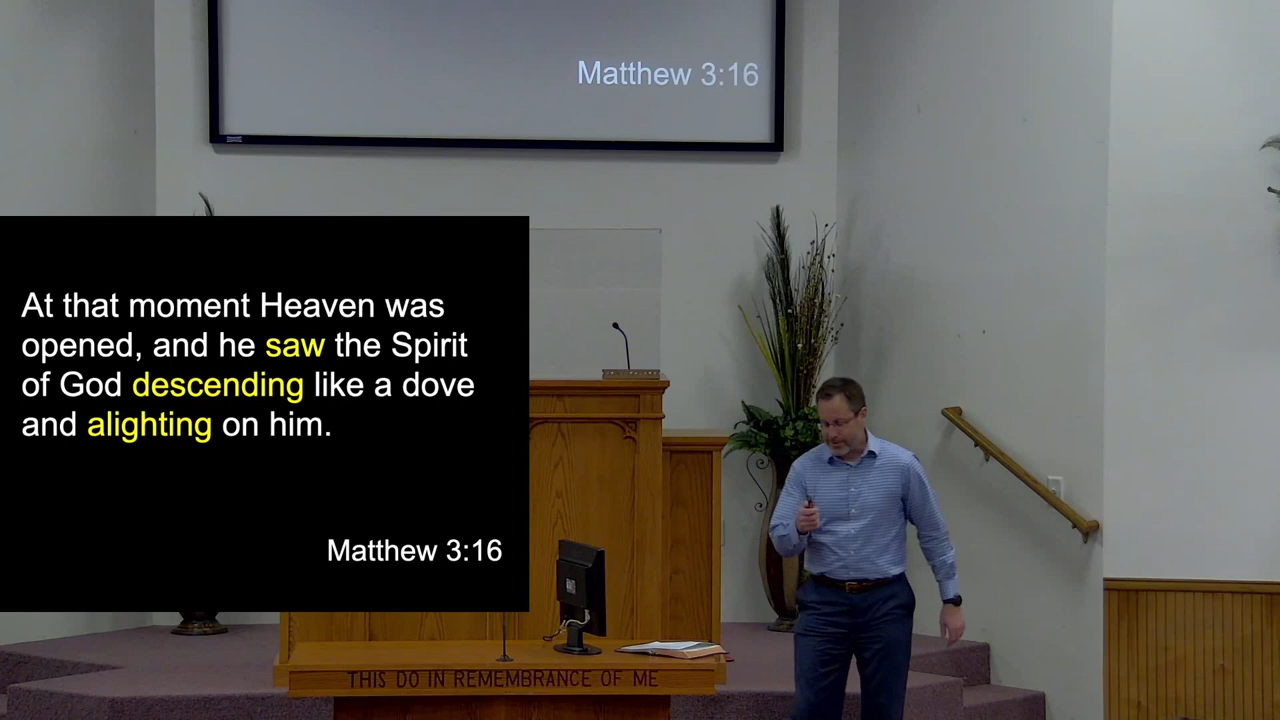 Matthew 3:16
At that moment Heaven was
opened, and he saw the Spirit
of God descending like a dove
and alighting on him.
Matthew 3:16
THIS DO IN REMEMBRANCE OF ME